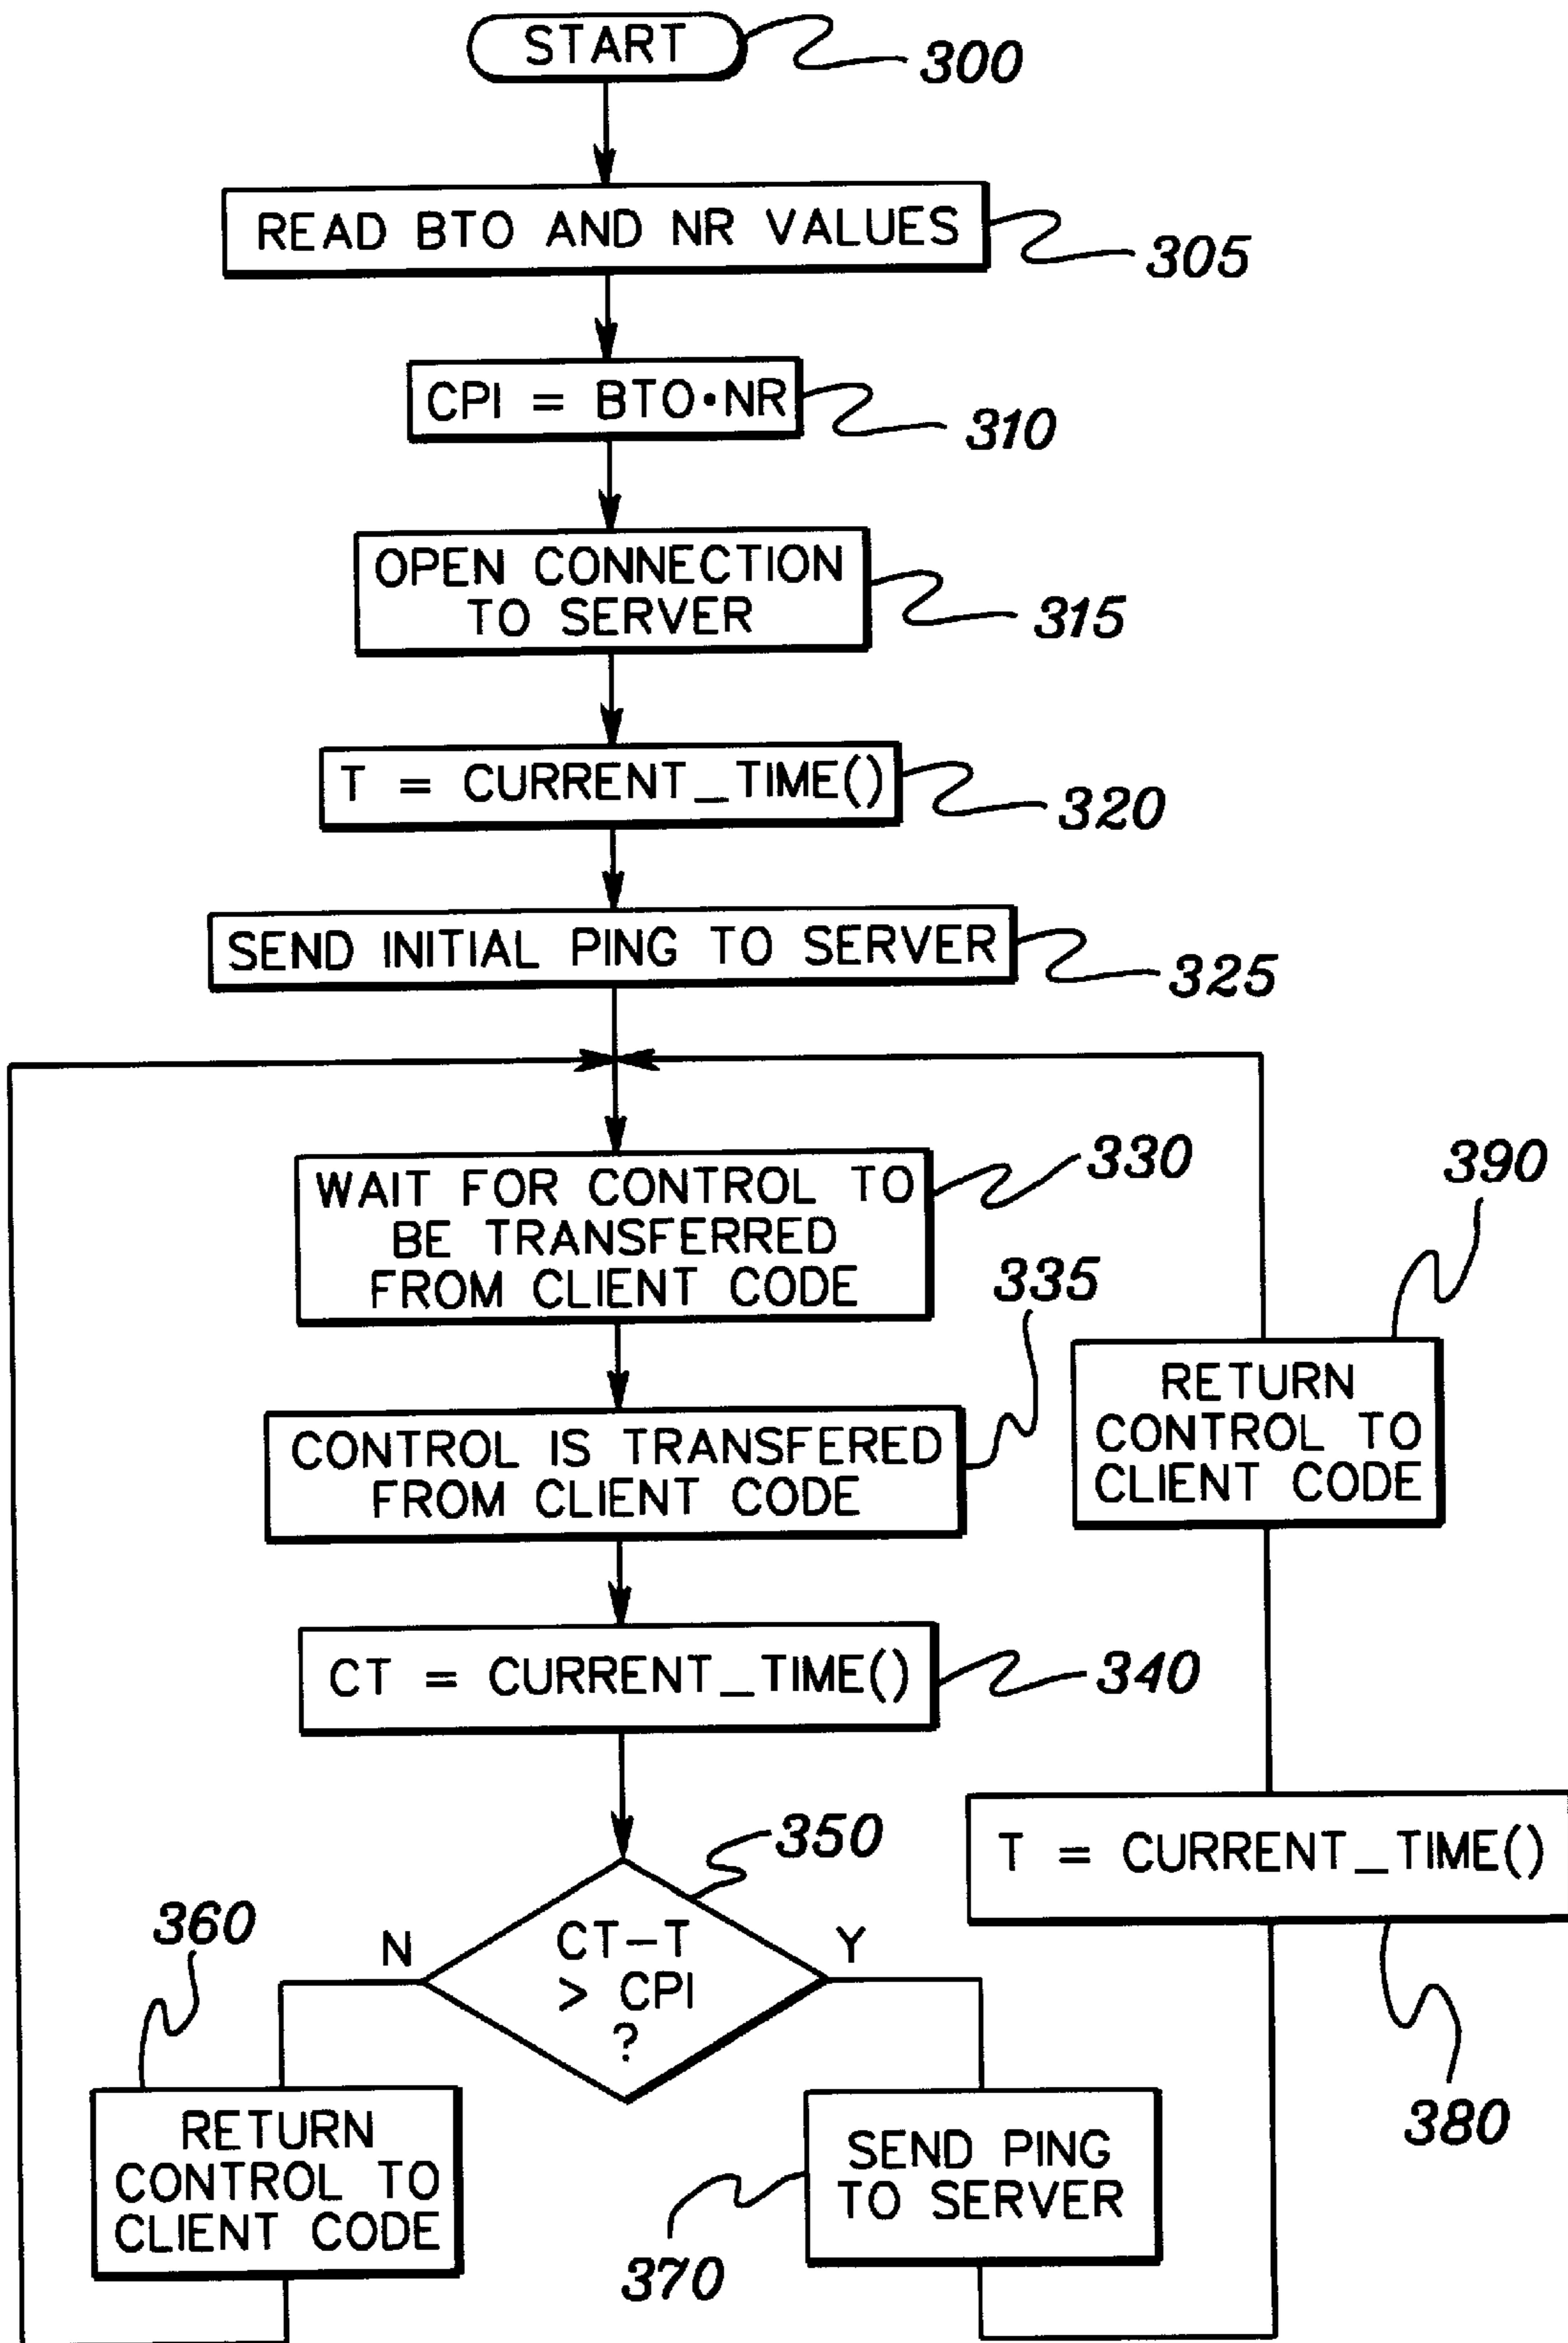 START
300
READ BTO AND NR VALUES
305
CPI = BTO•NR
310
OPEN CONNECTION
TO SERVER
315
T = CURRENT_TIME()
320
SEND INITIAL PING TO SERVER
325
WAIT FOR CONTROL TO
BE TRANSFERRED
FROM CLIENT CODE
330
CONTROL IS TRANSFERED
FROM CLIENT CODE
335
390
RETURN
CONTROL TO
CLIENT CODE
CT = CURRENT_TIME()
340
CT-T
> CPI
?
350
N
Y
T = CURRENT_TIME()
380
360
RETURN
CONTROL TO
CLIENT CODE
SEND PING
TO SERVER
370